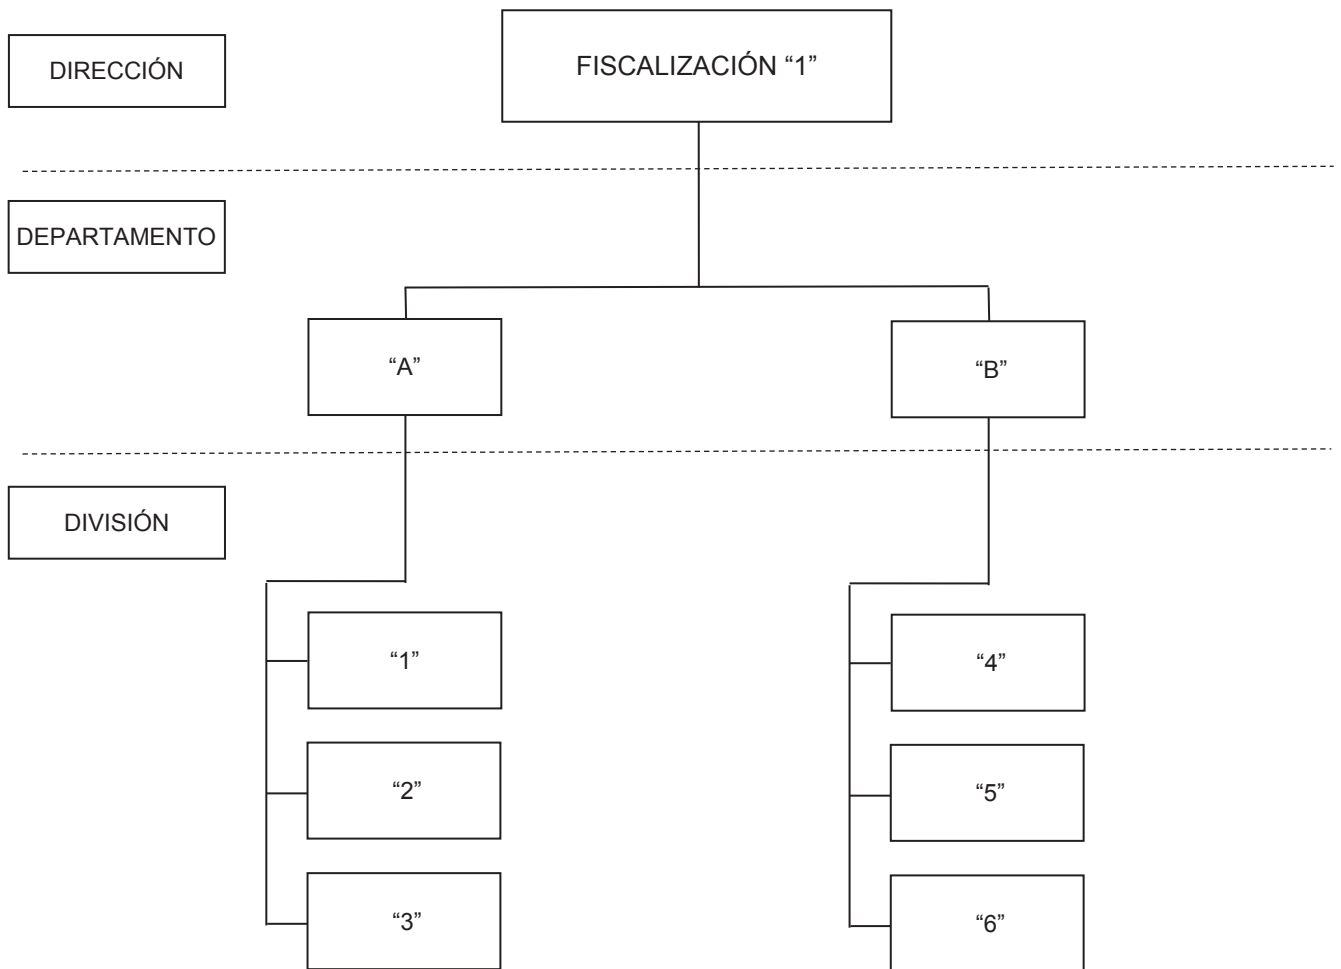 DIRECCIÓN
FISCALIZACIÓN “1”
DEPARTAMENTO
“A”
“B”
DIVISIÓN
“1”
“4”
“2”
“5”
“3”
“6”